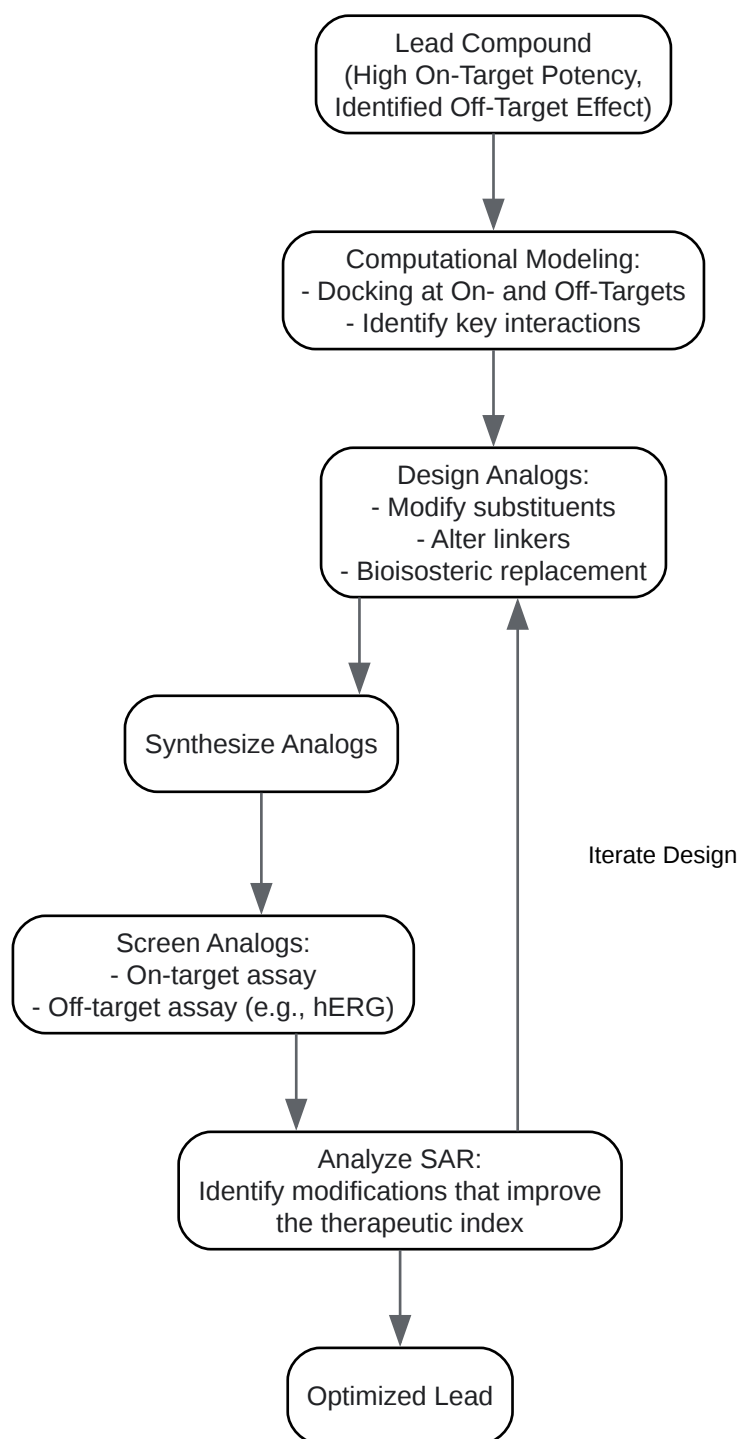 Lead Compound
(High On-Target Potency,
Identified Off-Target Effect)
Computational Modeling:
- Docking at On- and Off-Targets
- Identify key interactions
Design Analogs:
- Modify substituents
- Alter linkers
- Bioisosteric replacement
Synthesize Analogs
Iterate Design
Screen Analogs:
- On-target assay
- Off-target assay (e.g., hERG)
Analyze SAR:
Identify modifications that improve
the therapeutic index
Optimized Lead